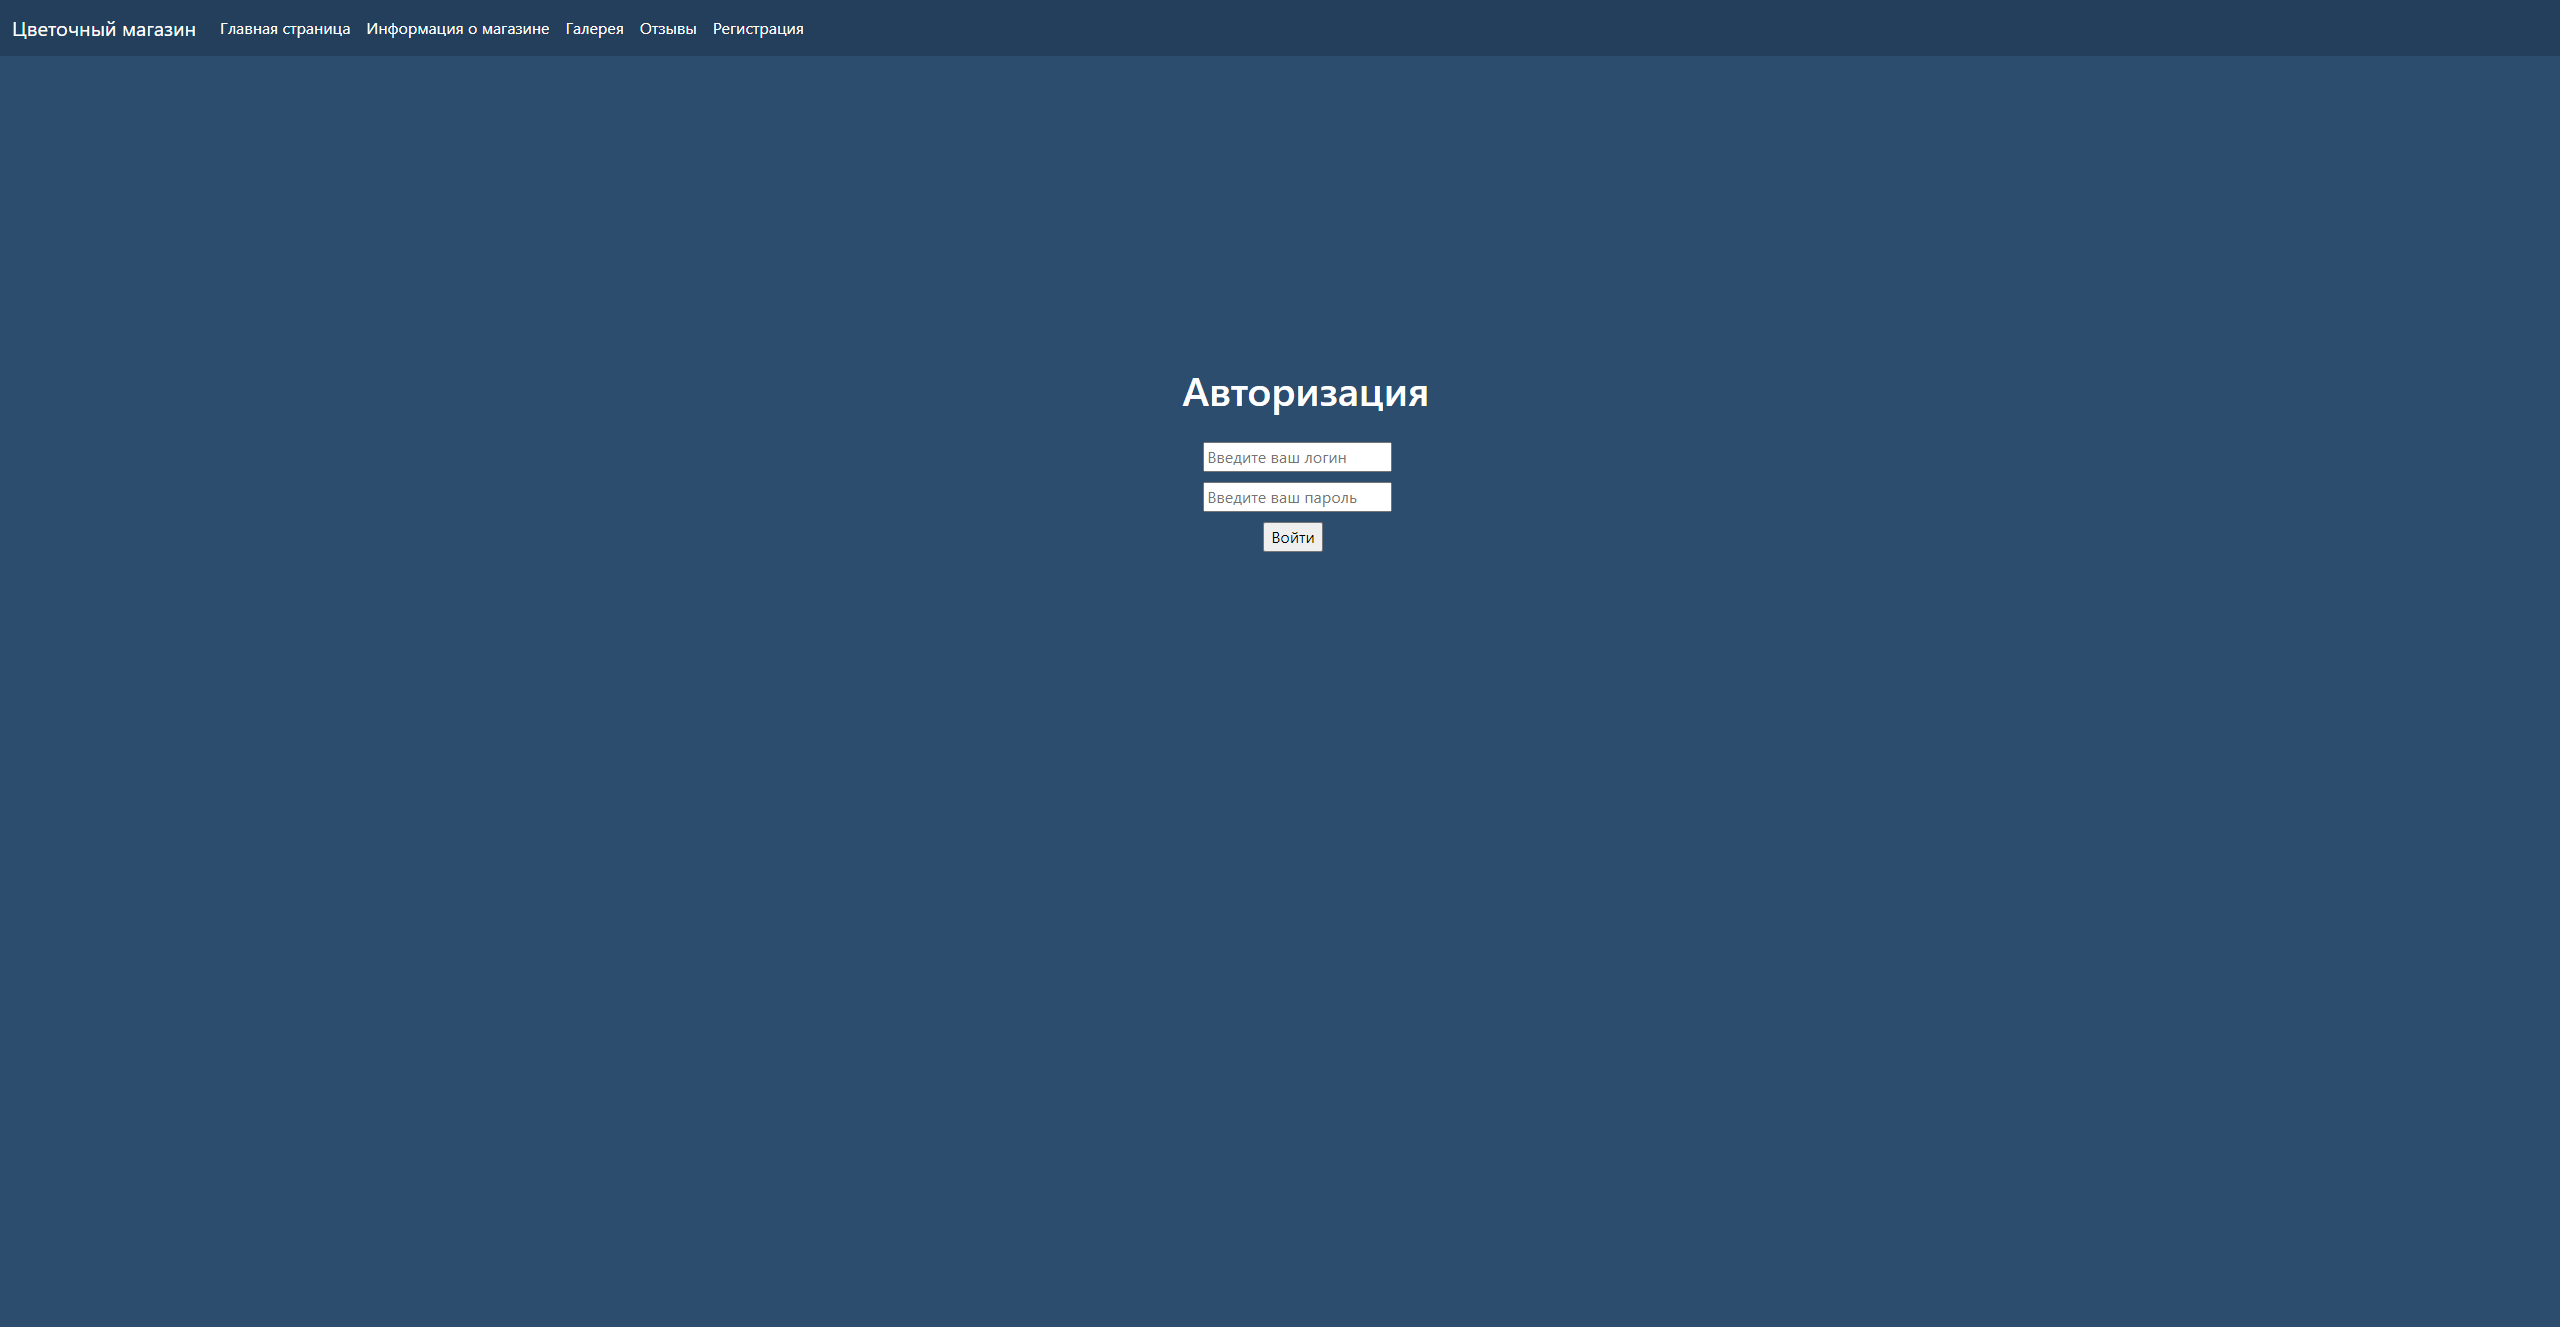 Цветочный магазин Главная страница Информация о магазине Галерея Отзывы Регистрация
Авторизация
Введите ваш логин
Введите ваш пароль
Войти